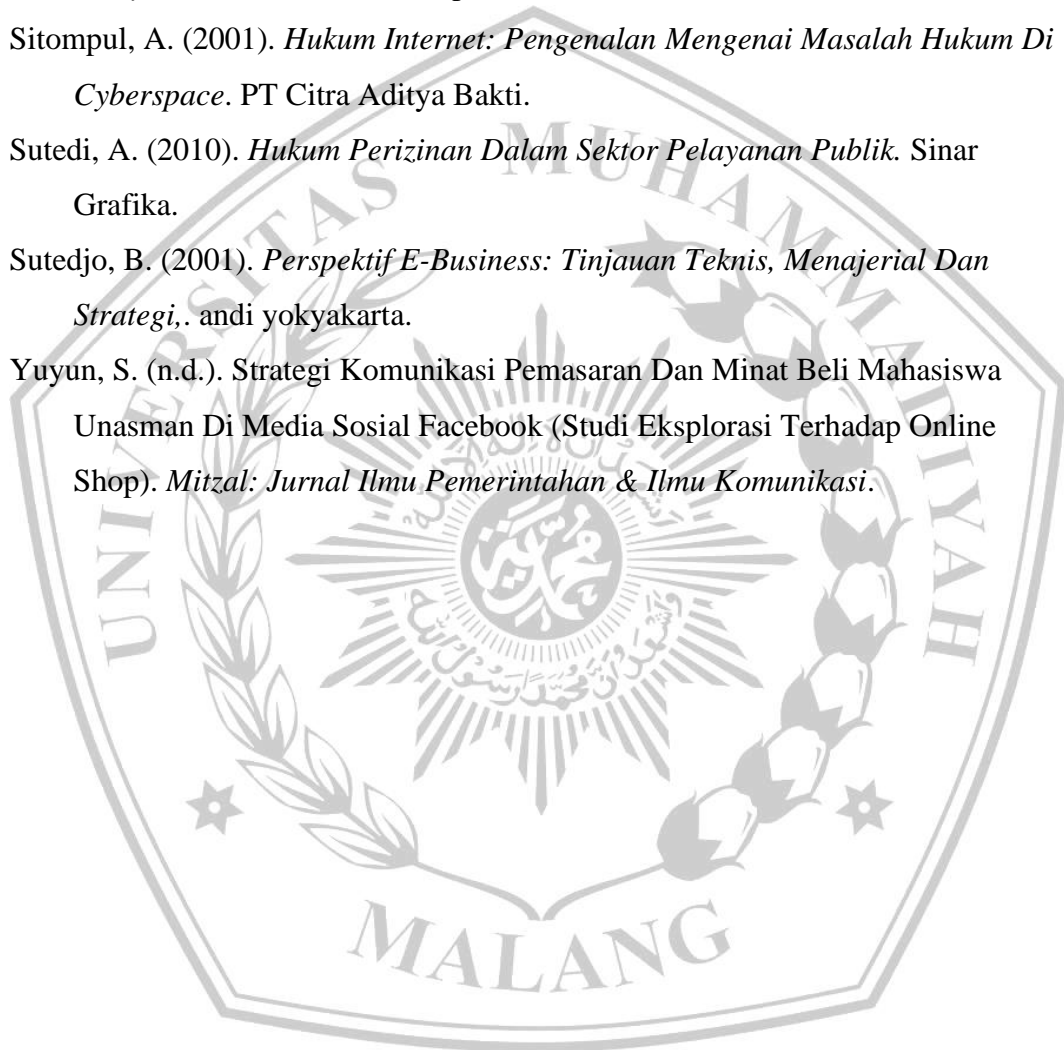 Sitompul, A. (2001). Hukum Internet: Pengenalan Mengenai Masalah Hukum Di
Cyberspace. PT Citra Aditya Bakti.
Sutedi, A. (2010). Hukum Perizinan Dalam Sektor Pelayanan Publik. Sinar
Grafika.
Sutedjo, B. (2001). Perspektif E-Business: Tinjauan Teknis, Menajerial Dan
Strategi,. andi yokyakarta.
Yuyun, S. (n.d.). Strategi Komunikasi Pemasaran Dan Minat Beli Mahasiswa
Unasman Di Media Sosial Facebook (Studi Eksplorasi Terhadap Online
Shop). Mitzal: Jurnal Ilmu Pemerintahan & Ilmu Komunikasi.
UNIVERSITAS MUHAMMADIYAH
MALANG